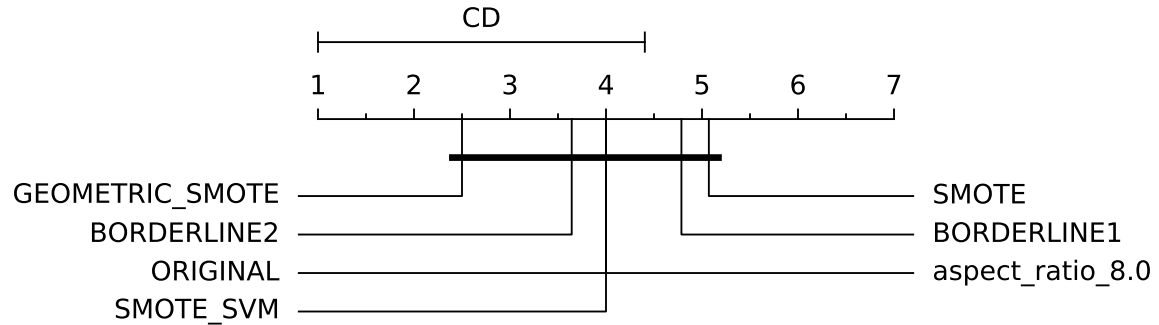 CD
1 2 3 4 5 6 7
GEOMETRIC_SMOTE SMOTE
BORDERLINE2 BORDERLINE1
ORIGINAL aspect_ratio_8.0
SMOTE_SVM